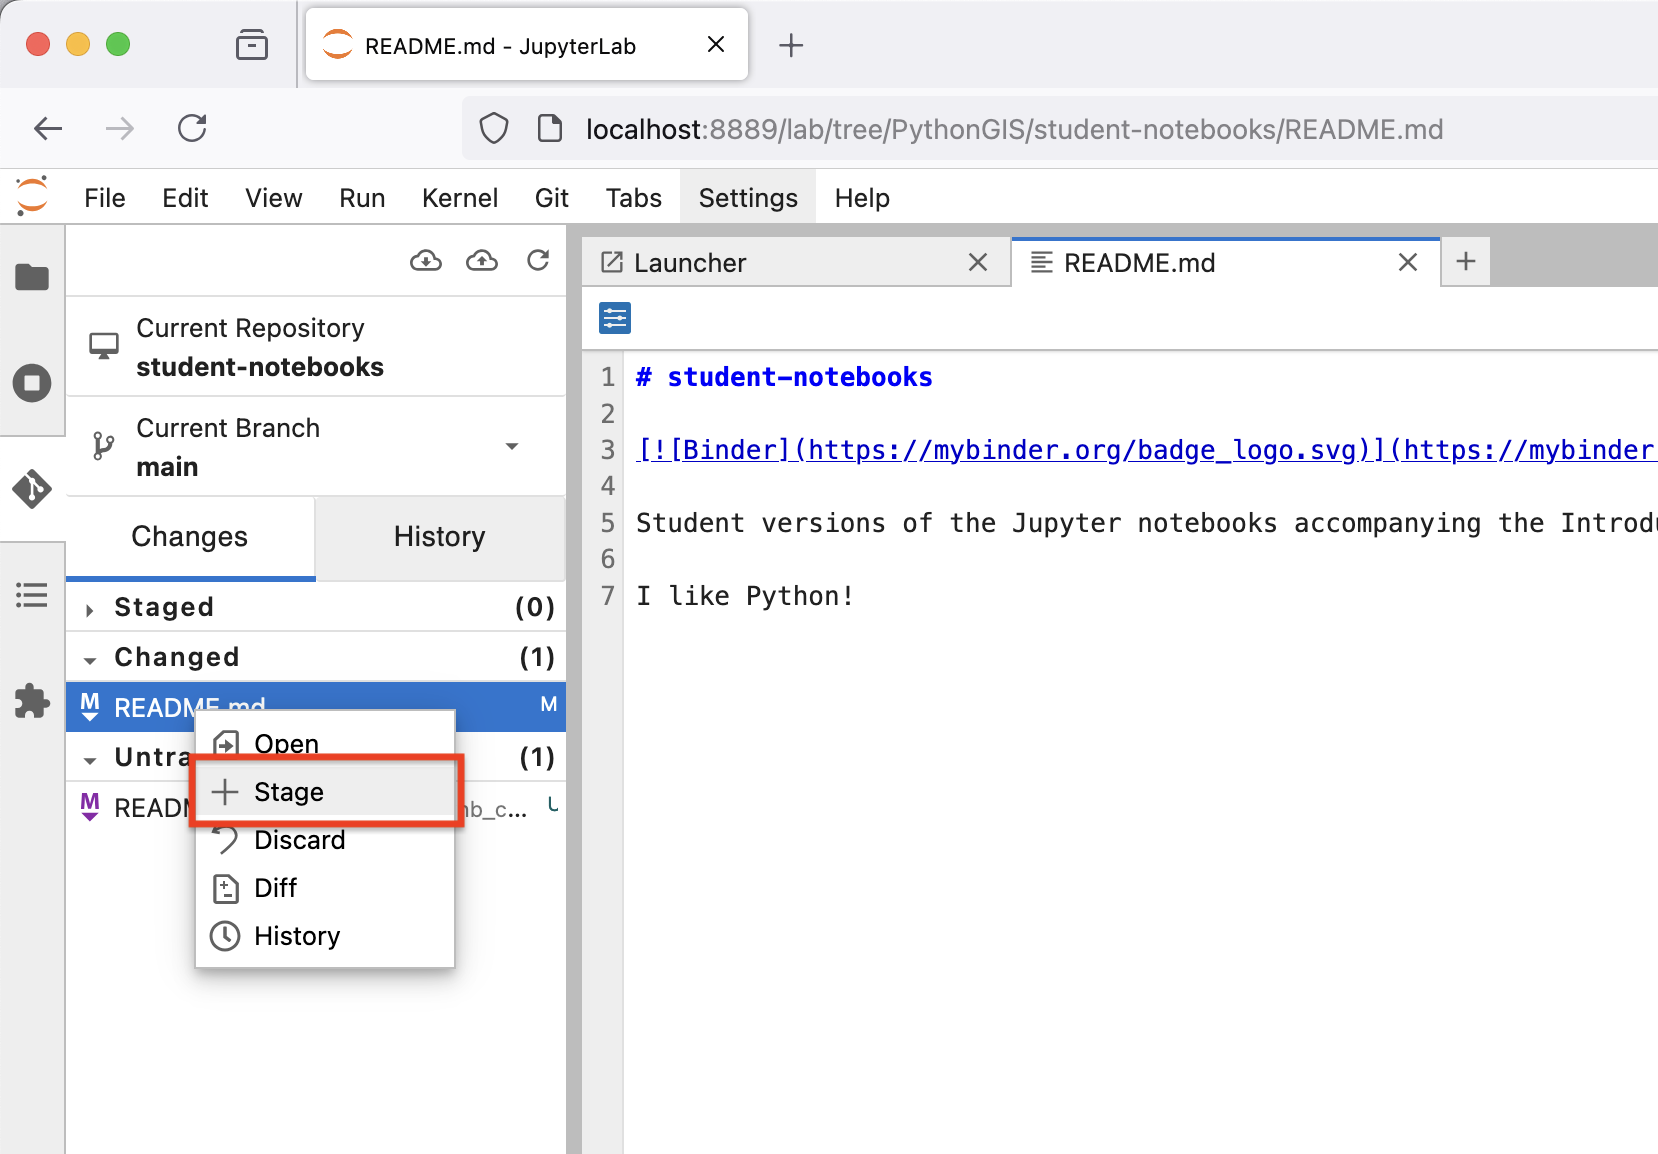 README.md - JupyterLab
localhost:8889/lab/tree/PythonGIS/student-notebooks/README.md
File Edit View Run Kernel Git Tabs Settings Help
Launcher
README.md
Current Repository
student-notebooks
Current Branch
main
Changes
History
Staged (0)
Changed (1)
M README.md M
Untra (1)
M READM nb_c... U
Open
Stage
Discard
Diff
History
1 # student-notebooks
2
3 [![Binder](https://mybinder.org/badge_logo.svg)](https://mybinder.
4
5 Student versions of the Jupyter notebooks accompanying the Introdu
6
7 I like Python!